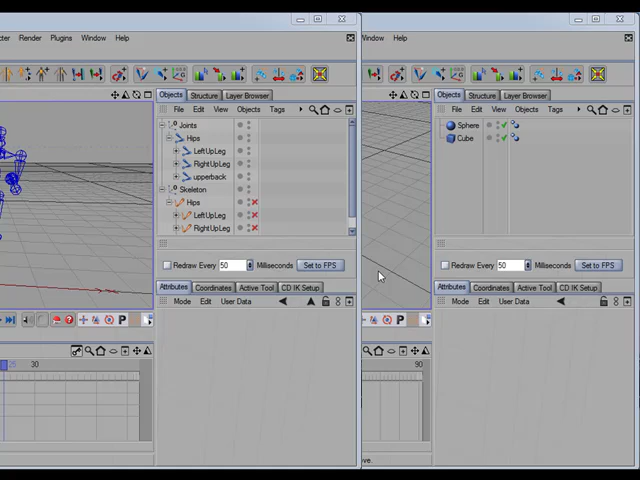 cter Render Plugins Window Help
Window Help
Objects Structure Layer Browser
Objects Structure Layer Browser
File Edit View Objects Tags
File Edit View Objects Tags
Joints
Sphere
Hips
Cube
LeftUpLeg
RightUpLeg
upperback
Skeleton
Hips
LeftUpLeg
RightUpLeg
Redraw Every 50 Milliseconds Set to FPS
Redraw Every 50 Milliseconds Set to FPS
Attributes Coordinates Active Tool CD IK Setup
Attributes Coordinates Active Tool CD IK Setup
Mode Edit User Data
Mode Edit User Data
P
P
30
90
ve.